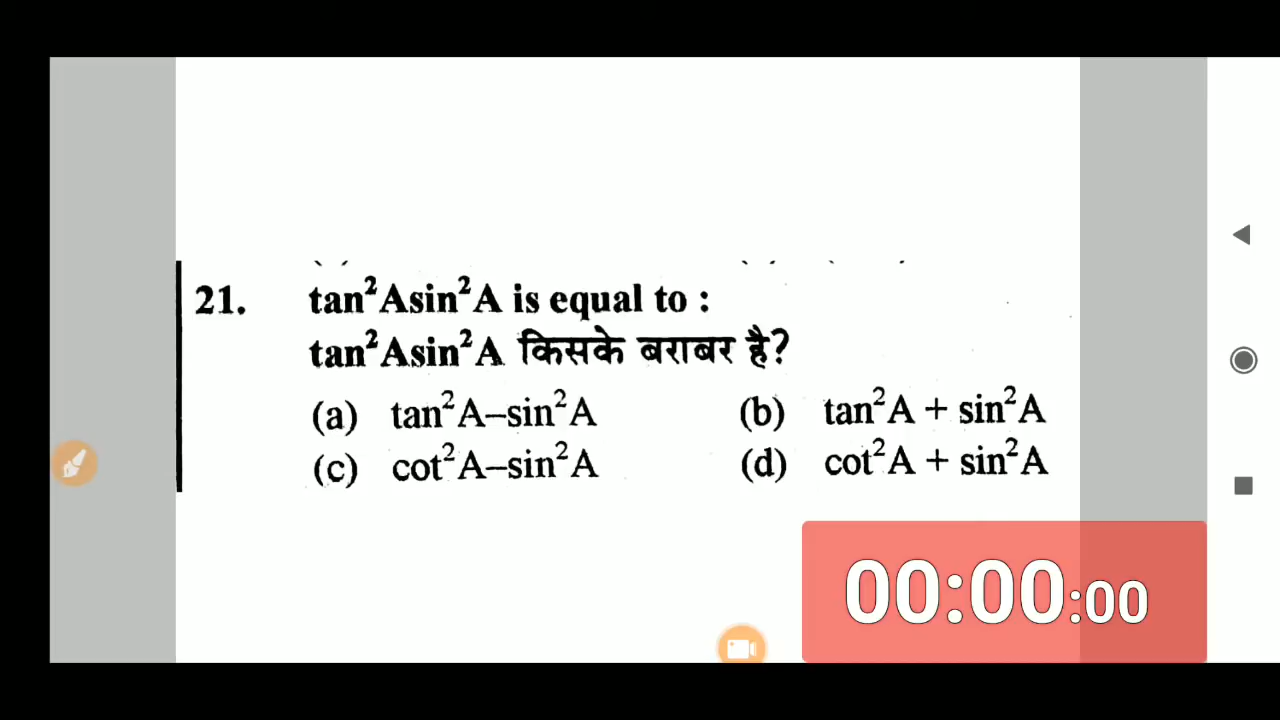 21. tan²Asin²A is equal to :
tan²Asin²A किसके बराबर है?
(a) tan²A–sin²A (b) tan²A + sin²A
(c) cot²A–sin²A (d) cot²A + sin²A
00:00:00